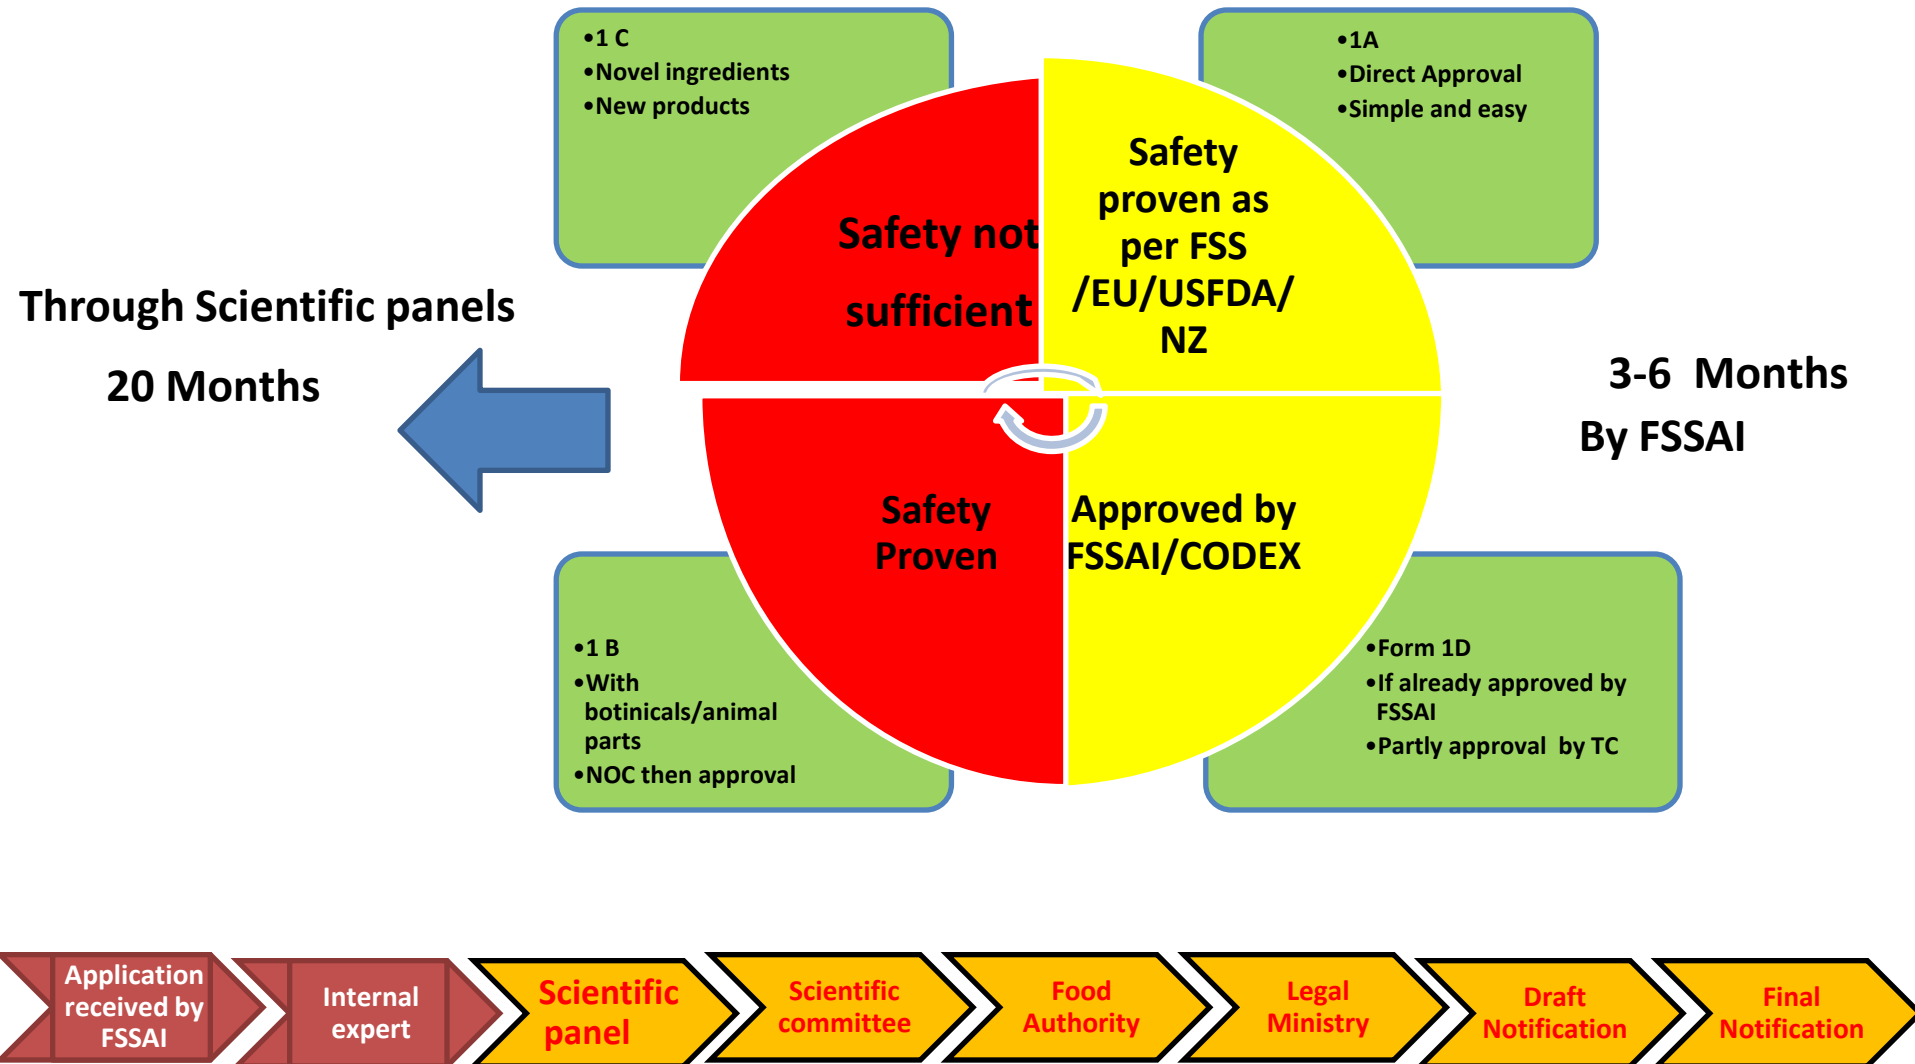 •1 C
•Novel ingredients
•New products
•1A
•Direct Approval
•Simple and easy
Safety not
sufficient
Safety
proven as
per FSS
/EU/USFDA/
NZ
Through Scientific panels
20 Months
3-6 Months
By FSSAI
Safety
Proven
Approved by
FSSAI/CODEX
•1 B
•With
botinicals/animal
parts
•NOC then approval
•Form 1D
•If already approved by
FSSAI
•Partly approval by TC
Application
received by
FSSAI
Internal
expert
Scientific
panel
Scientific
committee
Food
Authority
Legal
Ministry
Draft
Notification
Final
Notification